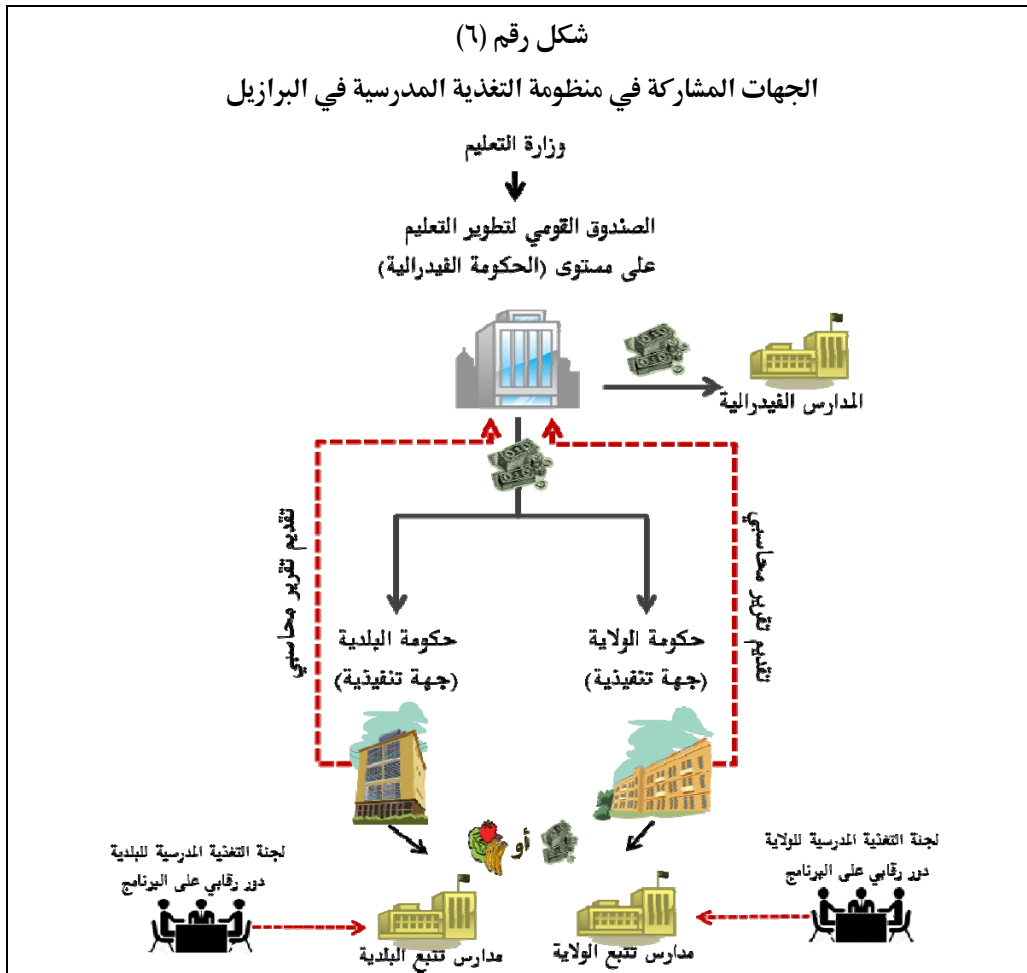 شكل رقم (٦)
الجهات المشاركة في منظومة التغذية المدرسية في البرازيل
وزارة التعليم
الصندوق القومي لتطوير التعليم
على مستوى (الحكومة الفيدرالية)
المدارس الفيدرالية
تقديم تقرير محاسبي
تقديم تقرير محاسبي
حكومة الولاية
(جهة تنفيذية)
حكومة البلدية
(جهة تنفيذية)
أو
لجنة التغذية المدرسية للولاية
دور رقابي على البرنامج
لجنة التغذية المدرسية للبلدية
دور رقابي على البرنامج
مدارس تتبع الولاية
مدارس تتبع البلدية